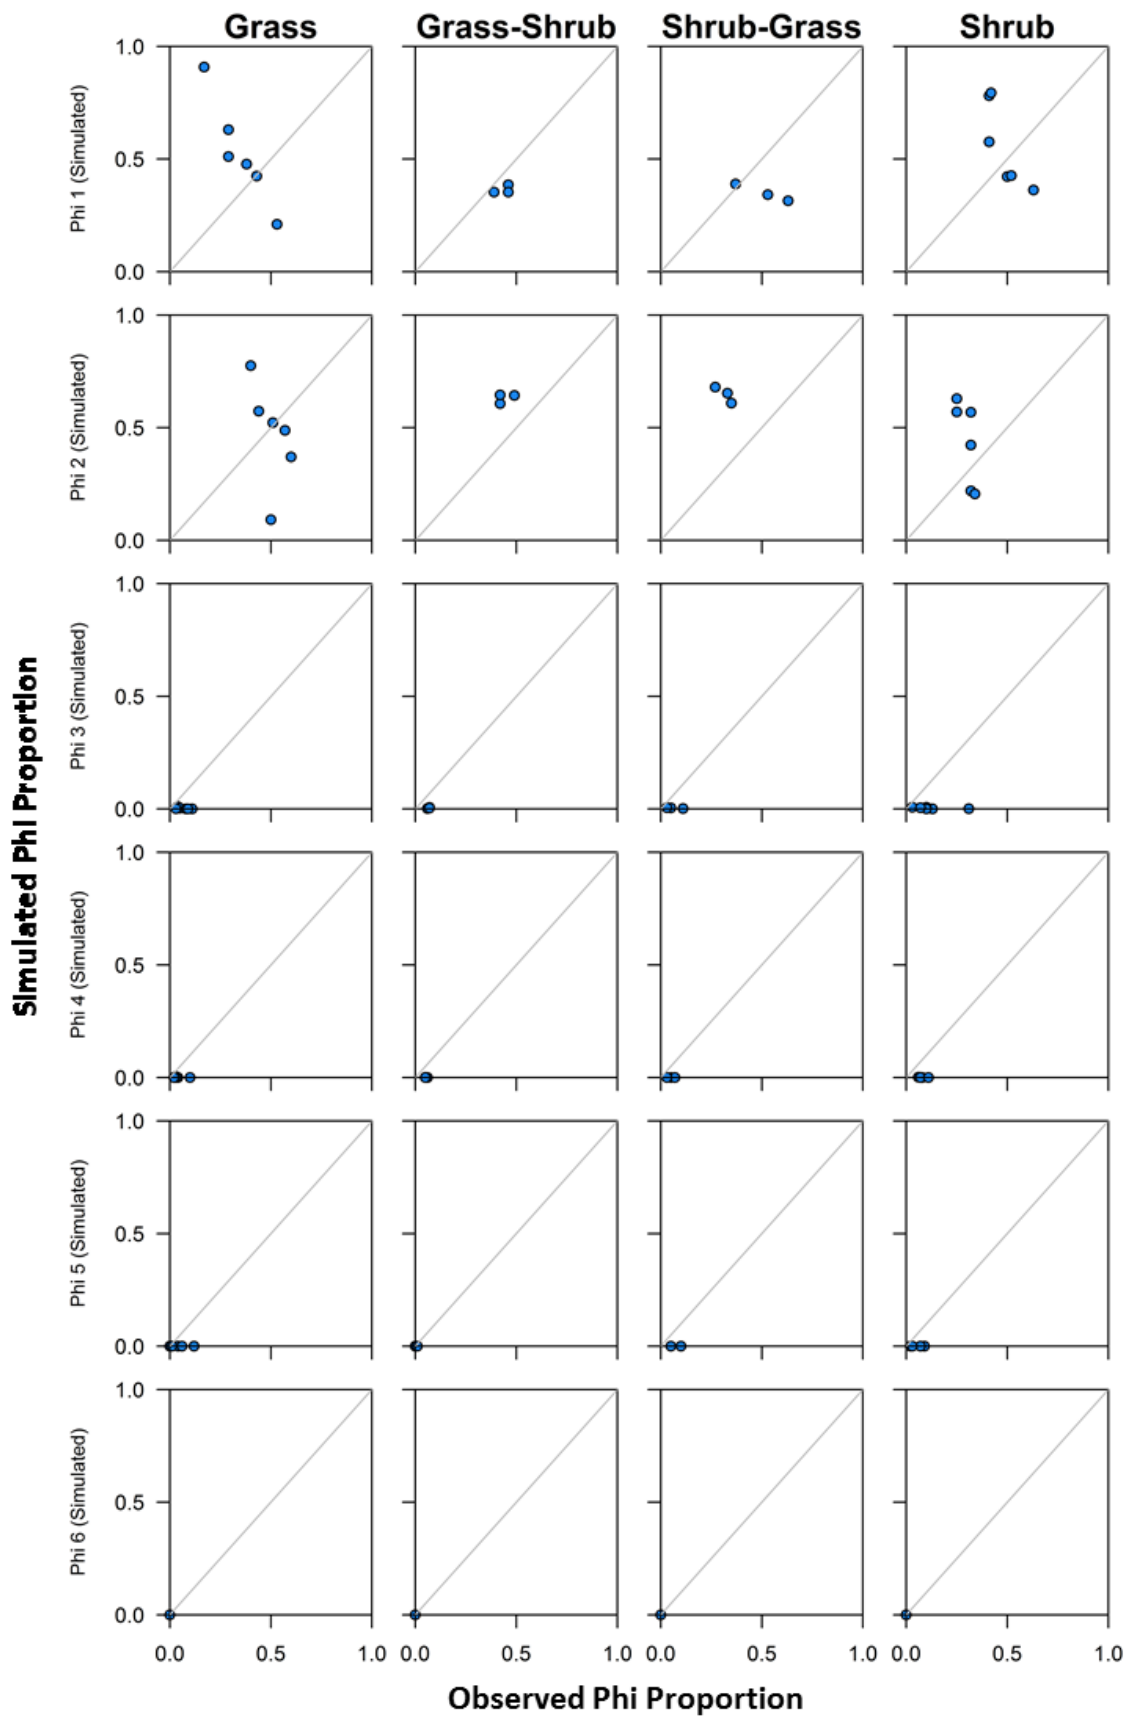 Grass Grass-Shrub Shrub-Grass Shrub
Simulated Phi Proportion
Phi 1 (Simulated)
1.0
0.5
0.0
Phi 2 (Simulated)
1.0
0.5
0.0
Phi 3 (Simulated)
1.0
0.5
0.0
Phi 4 (Simulated)
1.0
0.5
0.0
Phi 5 (Simulated)
1.0
0.5
0.0
Phi 6 (Simulated)
1.0
0.5
0.0
0.0 0.5 1.0 0.0 0.5 1.0 0.0 0.5 1.0 0.0 0.5 1.0
Observed Phi Proportion